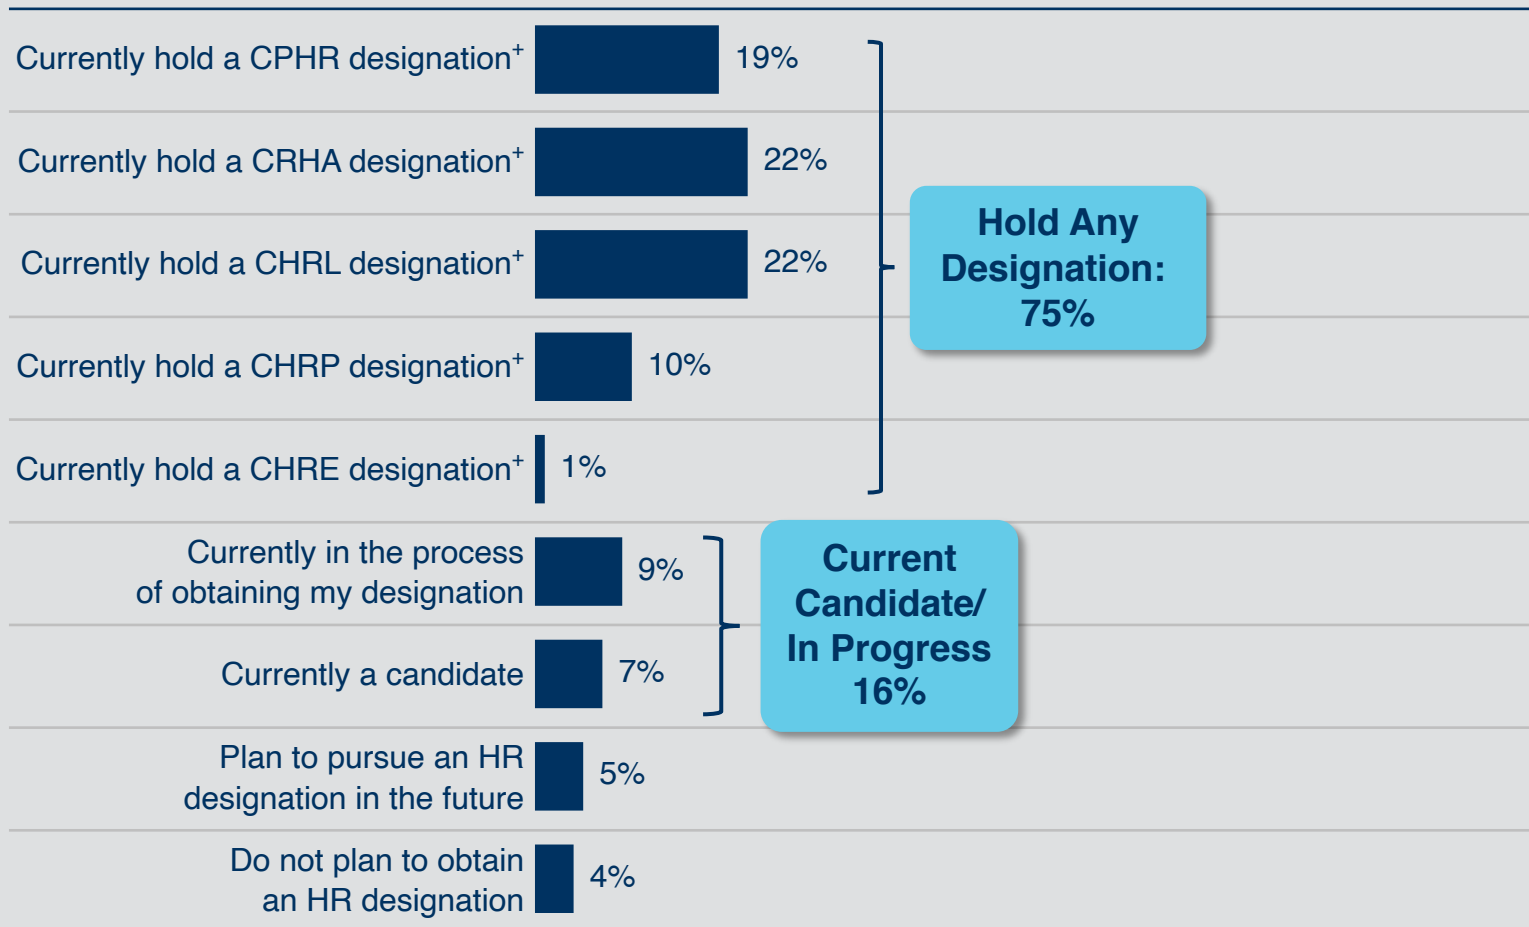 Currently hold a CPHR designation⁺ 19%
Currently hold a CRHA designation⁺ 22%
Currently hold a CHRL designation⁺ 22%
Hold Any
Designation:
75%
Currently hold a CHRP designation⁺ 10%
Currently hold a CHRE designation⁺ 1%
Currently in the process
of obtaining my designation 9%
Currently a candidate 7%
Current
Candidate/
In Progress
16%
Plan to pursue an HR
designation in the future 5%
Do not plan to obtain
an HR designation 4%